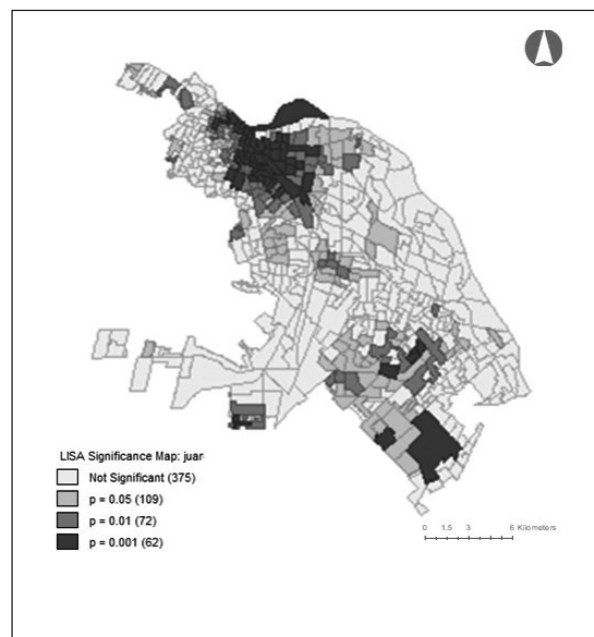 LISA Significance Map: juar
Not Significant (375)
p = 0.05 (109)
p = 0.01 (72)
p = 0.001 (62)
0 1.5 3 6 Kilometers